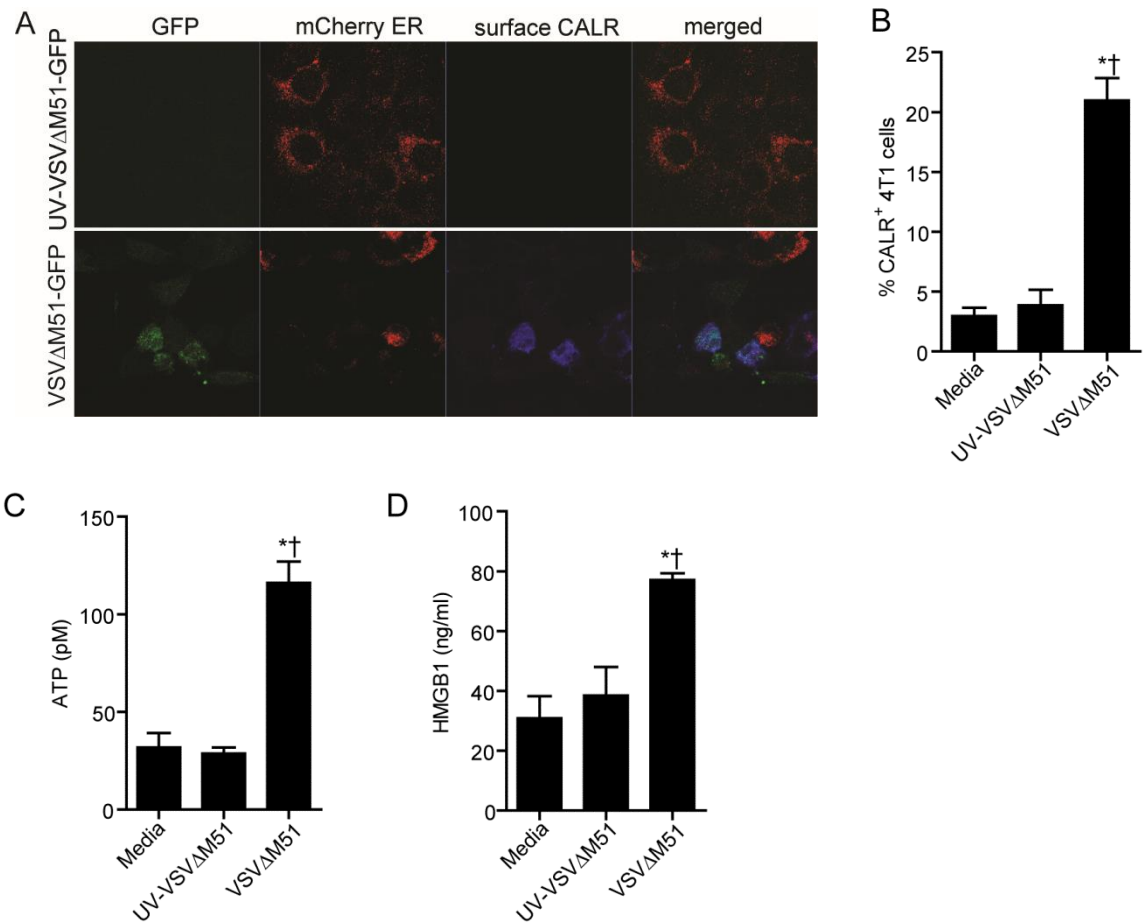 A
GFP
mCherry ER
surface CALR
merged
UV-VSVΔM51-GFP
VSVΔM51-GFP
B
% CALR⁺ 4T1 cells
25
20
15
10
5
0
*†
Media
UV-VSVΔM51
VSVΔM51
C
ATP (pM)
150
100
50
0
*†
Media
UV-VSVΔM51
VSVΔM51
D
HMGB1 (ng/ml)
100
80
60
40
20
0
*†
Media
UV-VSVΔM51
VSVΔM51